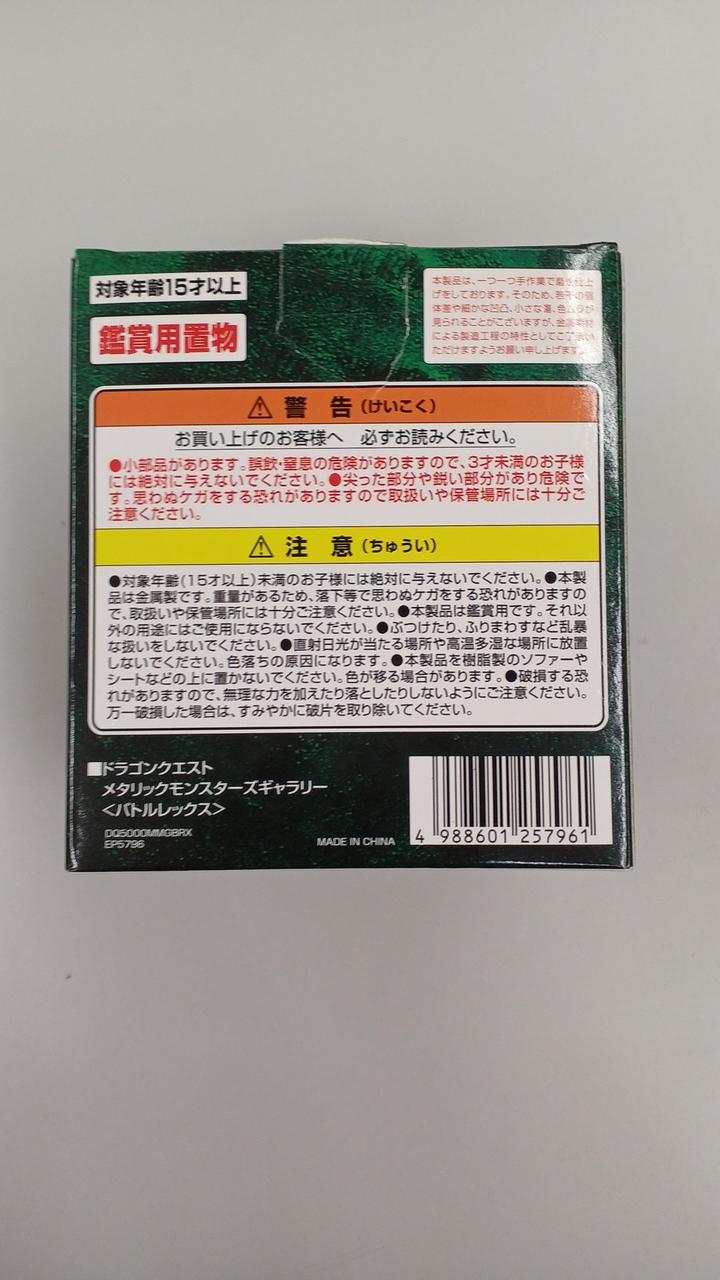 対象年齢15才以上
鑑賞用置物
本製品は、一つ一つ手作業で
げをしております。そのため、若干の個
体差や細かな凹凸、小さな傷、色ムラが
見られることがございますが、金属素材
による製造工程の特性としてご了承い
ただけますようお願い申し上げます。
警告(けいこく)
お買い上げのお客様へ 必ずお読みください。
●小部品があります。誤飲・窒息の危険がありますので、3才未満のお子様
には絶対に与えないでください。●尖った部分や鋭い部分があり危険で
す。思わぬケガをする恐れがありますので取扱いや保管場所には十分ご
注意ください。
注意(ちゅうい)
●対象年齢(15才以上)未満のお子様には絶対に与えないでください。●本製
品は金属製です。重量があるため、落下等で思わぬケガをする恐れがありますの
で、取扱いや保管場所には十分ご注意ください。●本製品は鑑賞用です。それ以
外の用途にはご使用にならないでください。●ぶつけたり、ふりまわすなど乱暴
な扱いをしないでください。●直射日光が当たる場所や高温多湿な場所に放置
しないでください。色落ちの原因になります。●本製品を樹脂製のソファーや
シートなどの上に置かないでください。色が移る場合があります。●破損する恐
れがありますので、無理な力を加えたり落としたりしないようにご注意ください。
万一破損した場合は、すみやかに破片を取り除いてください。
■ドラゴンクエスト
メタリックモンスターズギャラリー
<バトルレックス>
DQ5000MMGBRX
EP5796
MADE IN CHINA
4 988601 257961